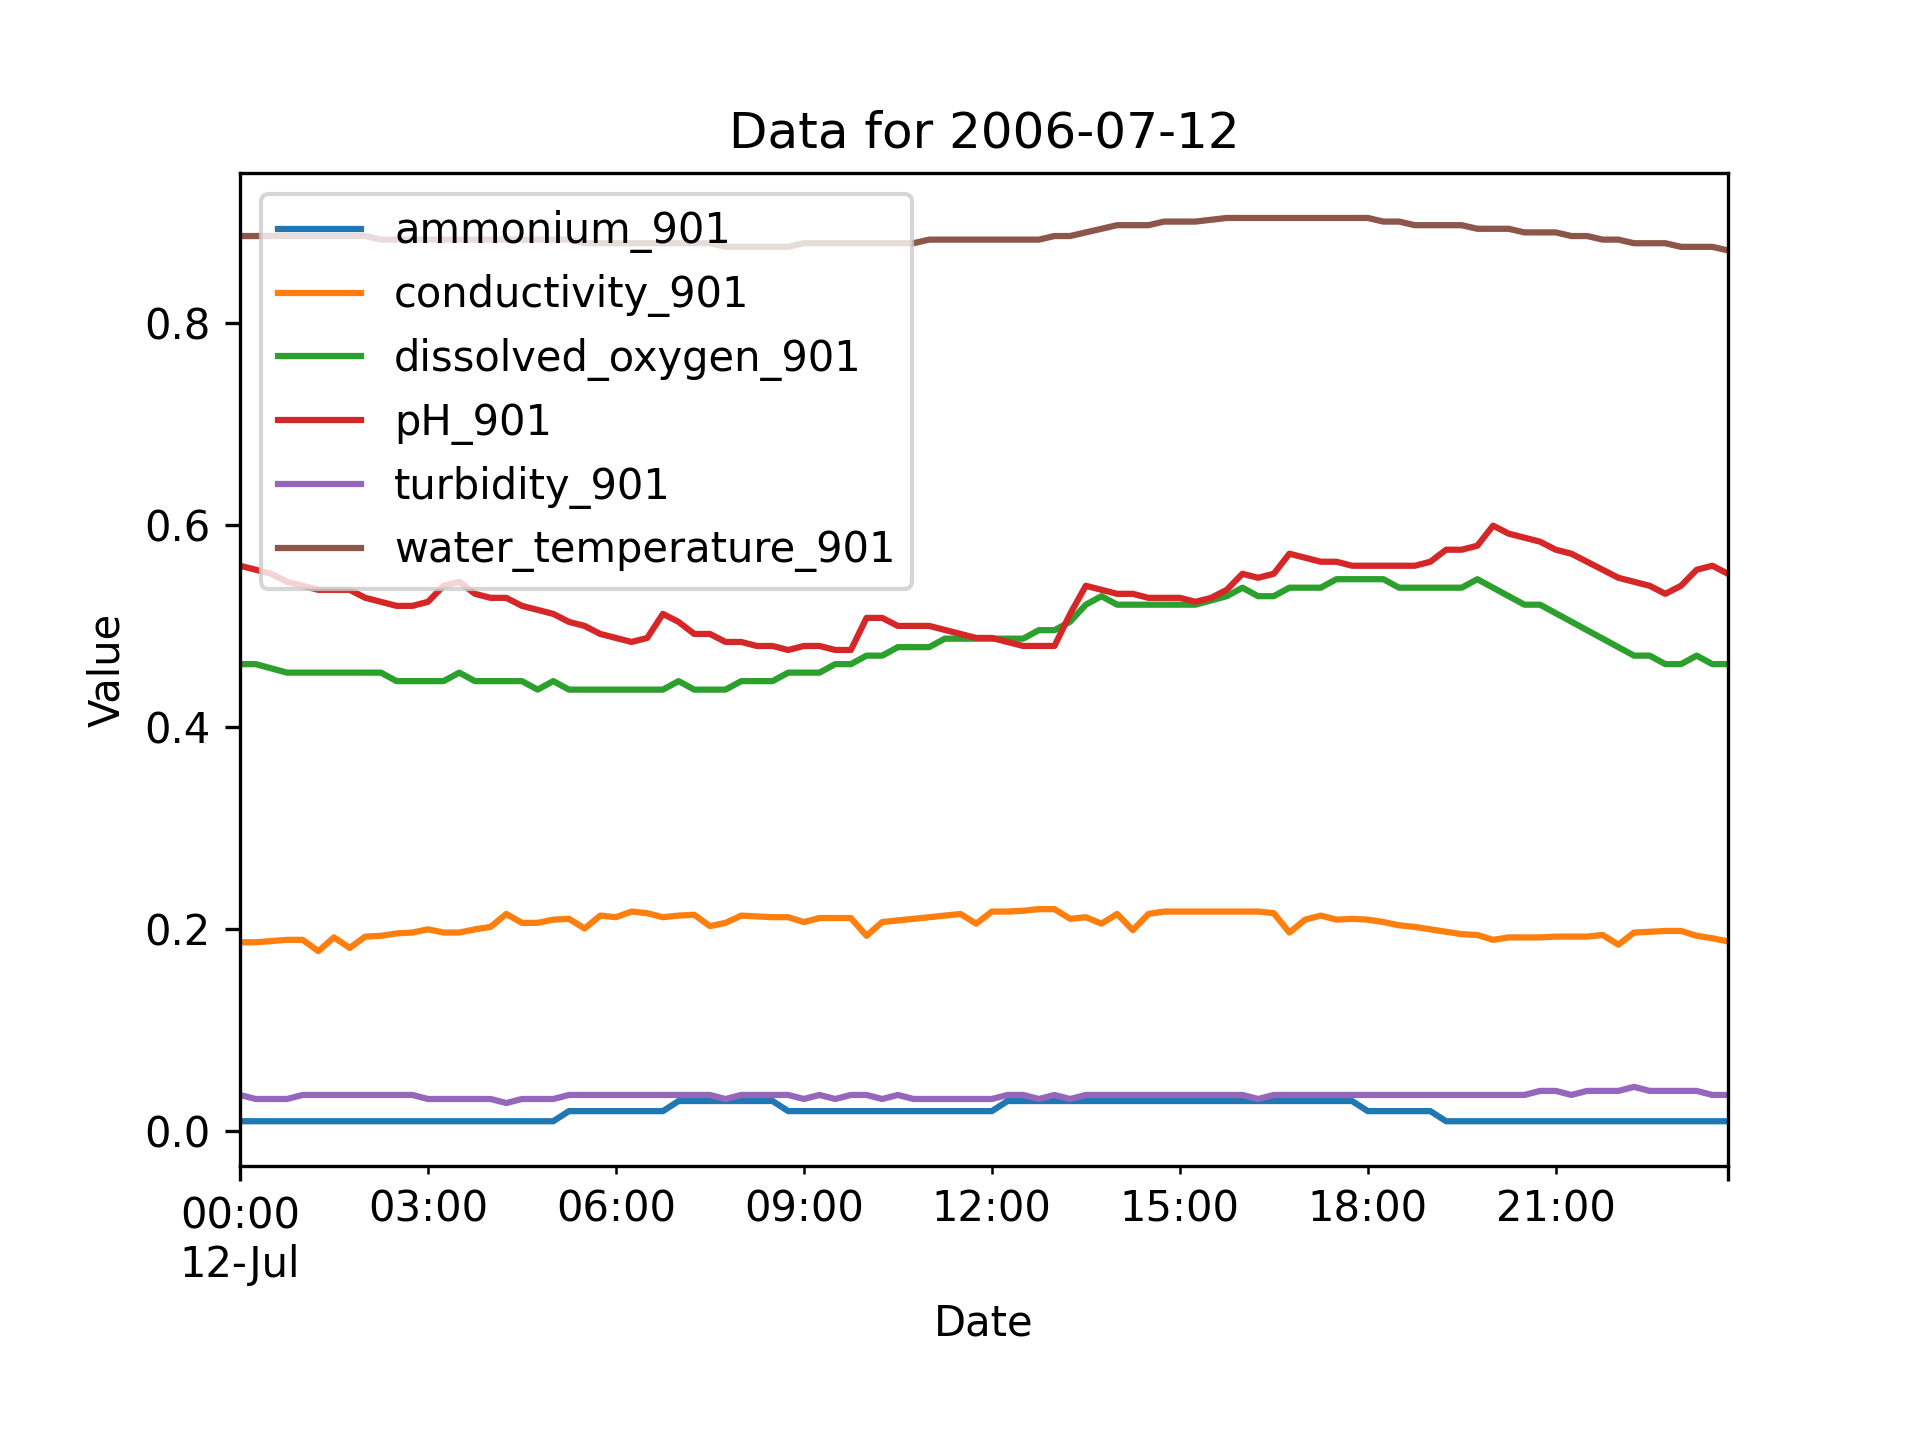 Data for 2006-07-12
ammonium_901
conductivity_901
dissolved_oxygen_901
pH_901
turbidity_901
water_temperature_901
0.8
0.6
0.4
0.2
0.0
Value
00:00 03:00 06:00 09:00 12:00 15:00 18:00 21:00
12-Jul
Date